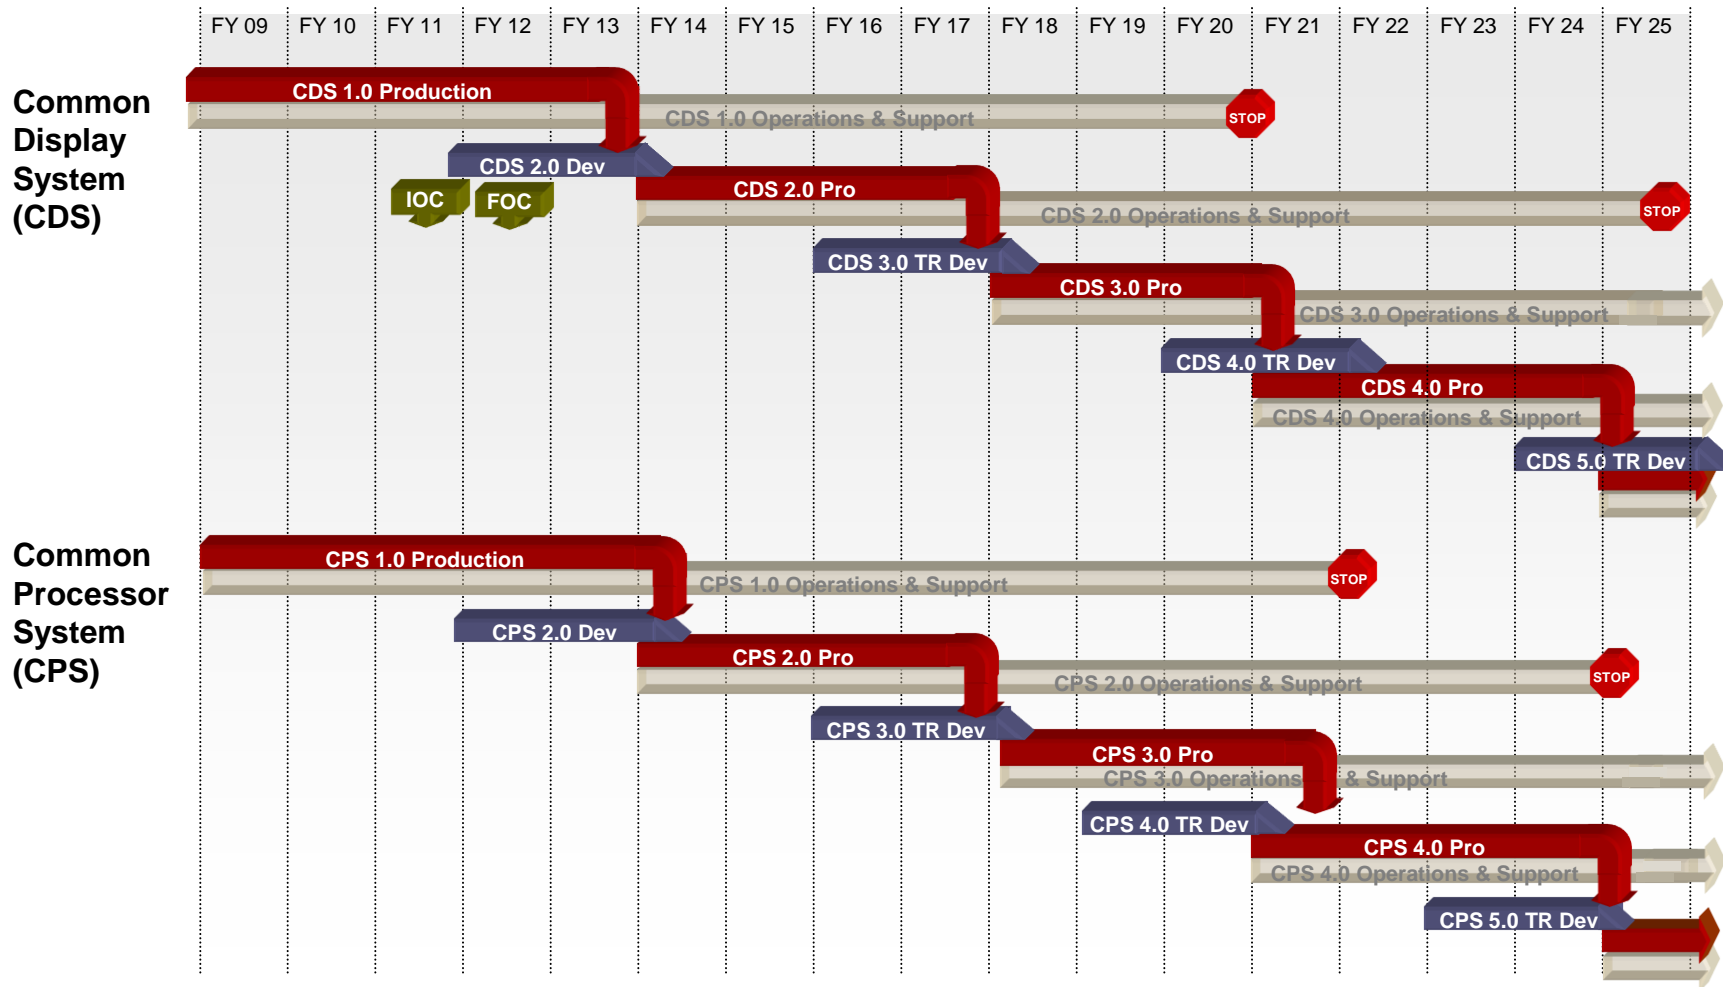 FY 09 FY 10 FY 11 FY 12 FY 13 FY 14 FY 15 FY 16 FY 17 FY 18 FY 19 FY 20 FY 21 FY 22 FY 23 FY 24 FY 25
Common
Display
System
(CDS)
CDS 1.0 Production
CDS 1.0 Operations & Support
STOP
CDS 2.0 Dev
IOC
FOC
CDS 2.0 Pro
CDS 2.0 Operations & Support
STOP
CDS 3.0 TR Dev
CDS 3.0 Pro
CDS 3.0 Operations & Support
CDS 4.0 TR Dev
CDS 4.0 Pro
CDS 4.0 Operations & Support
CDS 5.0 TR Dev
Common
Processor
System
(CPS)
CPS 1.0 Production
CPS 1.0 Operations & Support
STOP
CPS 2.0 Dev
CPS 2.0 Pro
CPS 2.0 Operations & Support
STOP
CPS 3.0 TR Dev
CPS 3.0 Pro
CPS 3.0 Operations & Support
CPS 4.0 TR Dev
CPS 4.0 Pro
CPS 4.0 Operations & Support
CPS 5.0 TR Dev